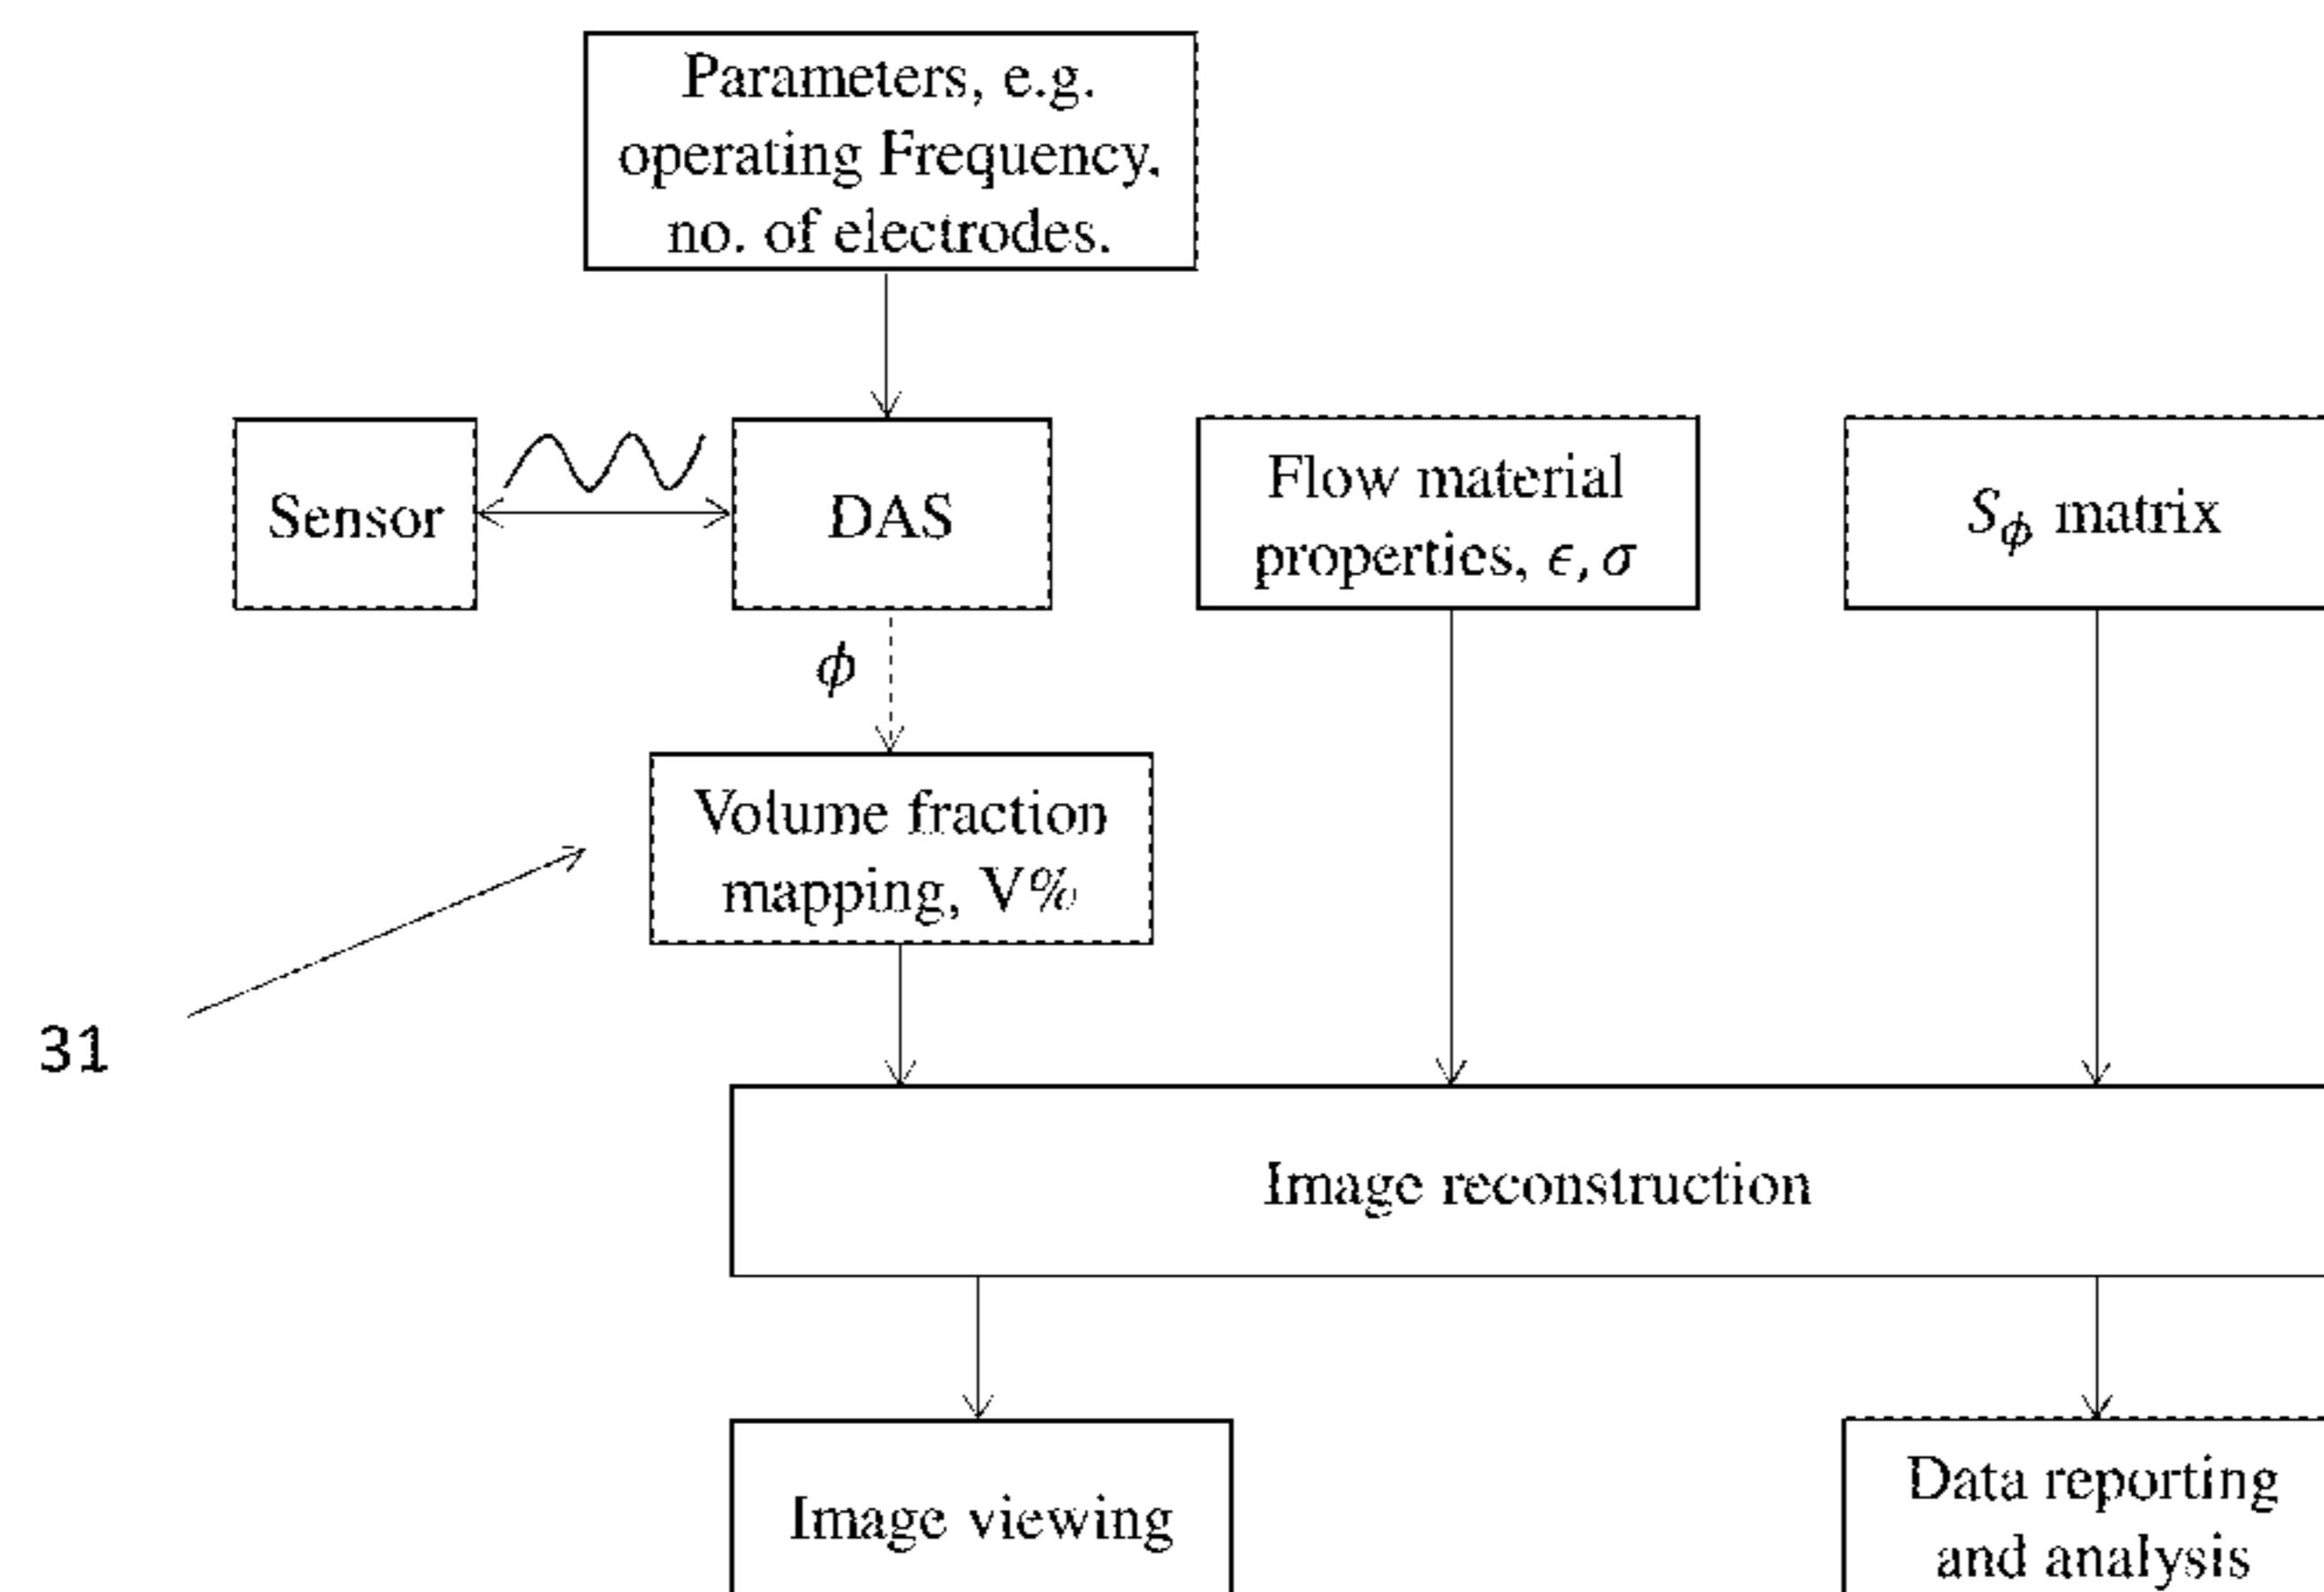 Parameters, e.g.
operating Frequency,
no. of electrodes.
Sensor
DAS
Flow material
properties, ϵ, σ
S_ϕ matrix
ϕ
Volume fraction
mapping, V%
31
Image reconstruction
Image viewing
Data reporting
and analysis